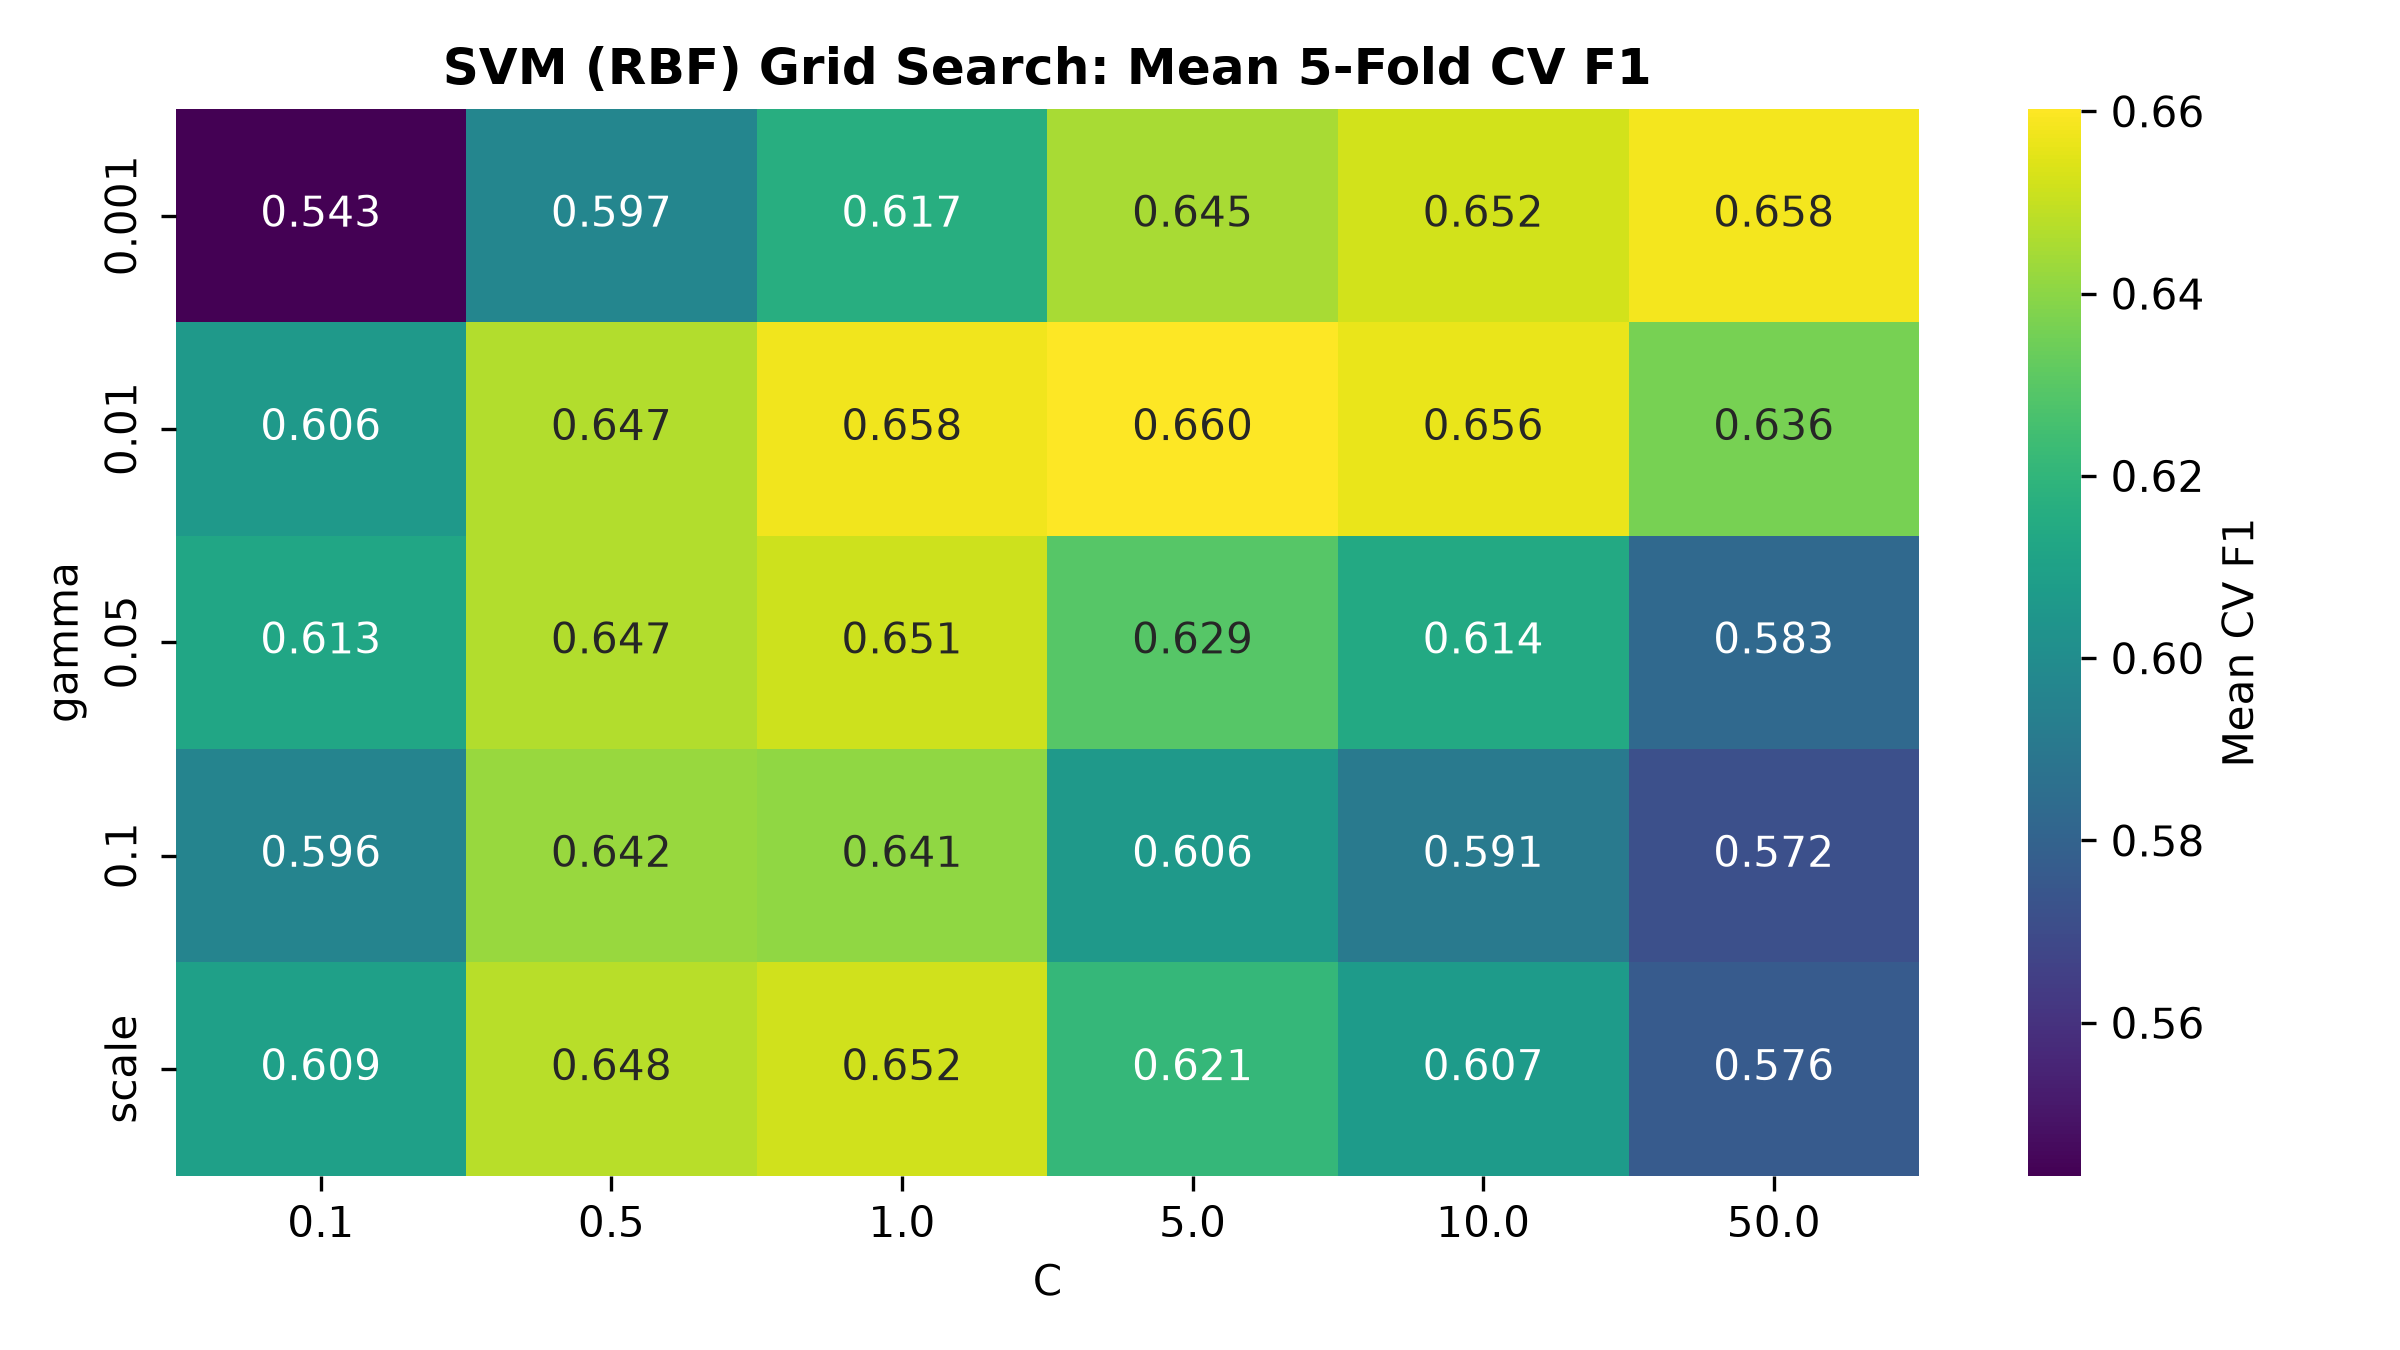 SVM (RBF) Grid Search: Mean 5-Fold CV F1
gamma
0.001 0.543 0.597 0.617 0.645 0.652 0.658
0.01 0.606 0.647 0.658 0.660 0.656 0.636
0.05 0.613 0.647 0.651 0.629 0.614 0.583
0.1 0.596 0.642 0.641 0.606 0.591 0.572
scale 0.609 0.648 0.652 0.621 0.607 0.576
0.1 0.5 1.0 5.0 10.0 50.0
C
0.66
0.64
0.62
0.60
0.58
0.56
Mean CV F1